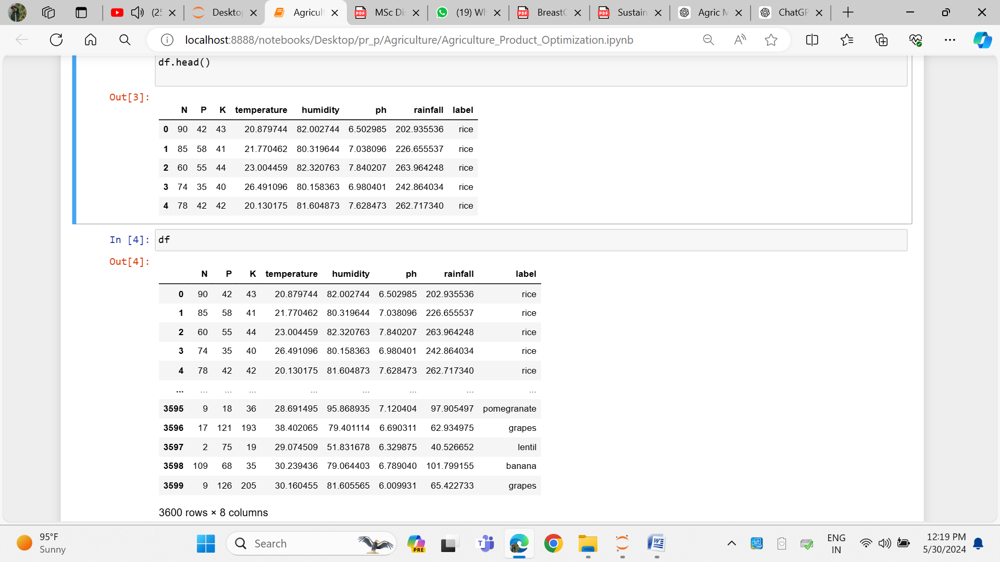 (25
Desktop
Agricult
MSc Di
(19) Wh
BreastC
Sustain
Agric M
ChatGP
localhost:8888/notebooks/Desktop/pr_p/Agriculture/Agriculture_Product_Optimization.ipynb
df.head()
Out[3]:
N P K temperature humidity ph rainfall label
0 90 42 43 20.879744 82.002744 6.502985 202.935536 rice
1 85 58 41 21.770462 80.319644 7.038096 226.655537 rice
2 60 55 44 23.004459 82.320763 7.840207 263.964248 rice
3 74 35 40 26.491096 80.158363 6.980401 242.864034 rice
4 78 42 42 20.130175 81.604873 7.628473 262.717340 rice
In [4]: df
Out[4]:
N P K temperature humidity ph rainfall label
0 90 42 43 20.879744 82.002744 6.502985 202.935536 rice
1 85 58 41 21.770462 80.319644 7.038096 226.655537 rice
2 60 55 44 23.004459 82.320763 7.840207 263.964248 rice
3 74 35 40 26.491096 80.158363 6.980401 242.864034 rice
4 78 42 42 20.130175 81.604873 7.628473 262.717340 rice
... ... ... ... ... ... ... ... ...
3595 9 18 36 28.691495 95.868935 7.120404 97.905497 pomegranate
3596 17 121 193 38.402065 79.401114 6.690311 62.934975 grapes
3597 2 75 19 29.074509 51.831678 6.329875 40.526652 lentil
3598 109 68 35 30.239436 79.064403 6.789040 101.799155 banana
3599 9 126 205 30.160455 81.605565 6.009931 65.422733 grapes
3600 rows × 8 columns
95°F
Sunny
Search
PRE
ENG
IN
12:19 PM
5/30/2024